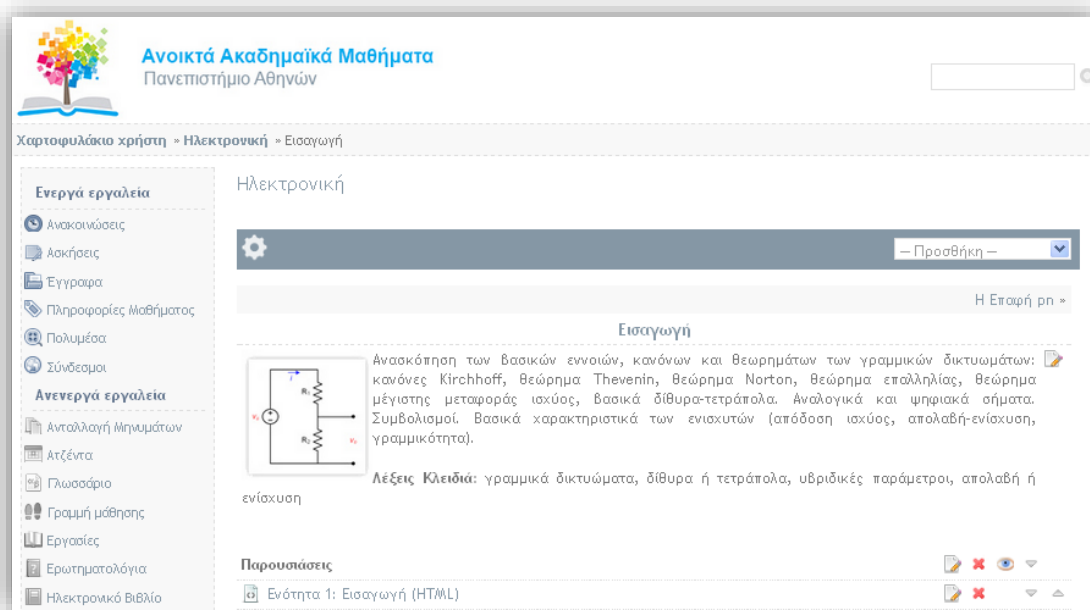 Ανοικτά Ακαδημαϊκά Μαθήματα
Πανεπιστήμιο Αθηνών
Χαρτοφυλάκιο χρήστη » Ηλεκτρονική » Εισαγωγή
Ενεργά εργαλεία
Ανακοινώσεις
Ασκήσεις
Έγγραφα
Πληροφορίες Μαθήματος
Πολυμέσα
Σύνδεσμοι
Ανενεργά εργαλεία
Ανταλλαγή Μηνυμάτων
Ατζέντα
Γλωσσάριο
Γραμμή μάθησης
Εργασίες
Ερωτηματολόγια
Ηλεκτρονικό Βιβλίο
Ηλεκτρονική
-- Προσθήκη --
Η Επαφή pn »
Εισαγωγή
Ανασκόπηση των βασικών εννοιών, κανόνων και θεωρημάτων των γραμμικών δικτυωμάτων:
κανόνες Kirchhoff, θεώρημα Thevenin, θεώρημα Norton, θεώρημα επαλληλίας, θεώρημα
μέγιστης μεταφοράς ισχύος, βασικά δίθυρα-τετράπολα. Αναλογικά και ψηφιακά σήματα.
Συμβολισμοί. Βασικά χαρακτηριστικά των ενισχυτών (απόδοση ισχύος, απολαβή-ενίσχυση,
γραμμικότητα).
Λέξεις Κλειδιά: γραμμικά δικτυώματα, δίθυρα ή τετράπολα, υβριδικές παράμετροι, απολαβή ή
ενίσχυση
R₁
R₂
Παρουσιάσεις
Ενότητα 1: Εισαγωγή (HTML)